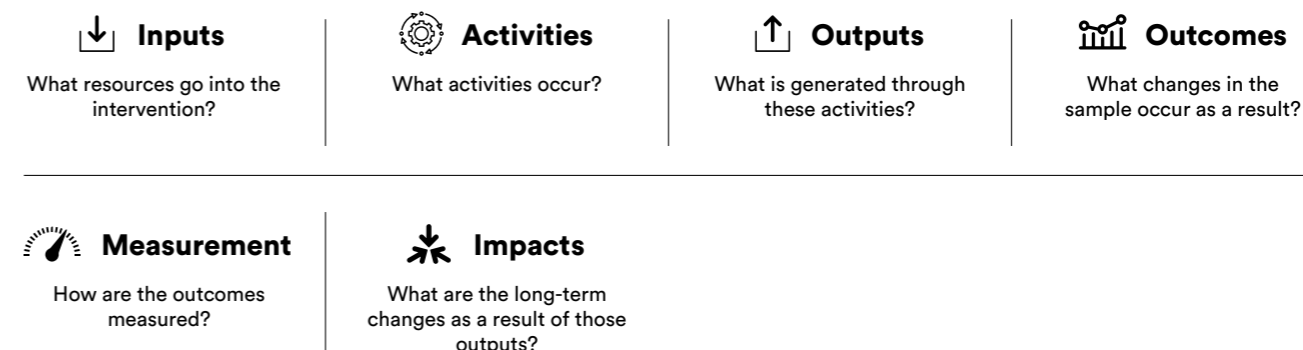 Inputs
What resources go into the
intervention?
Activities
What activities occur?
Outputs
What is generated through
these activities?
Outcomes
What changes in the
sample occur as a result?
Measurement
How are the outcomes
measured?
Impacts
What are the long-term
changes as a result of those
outputs?